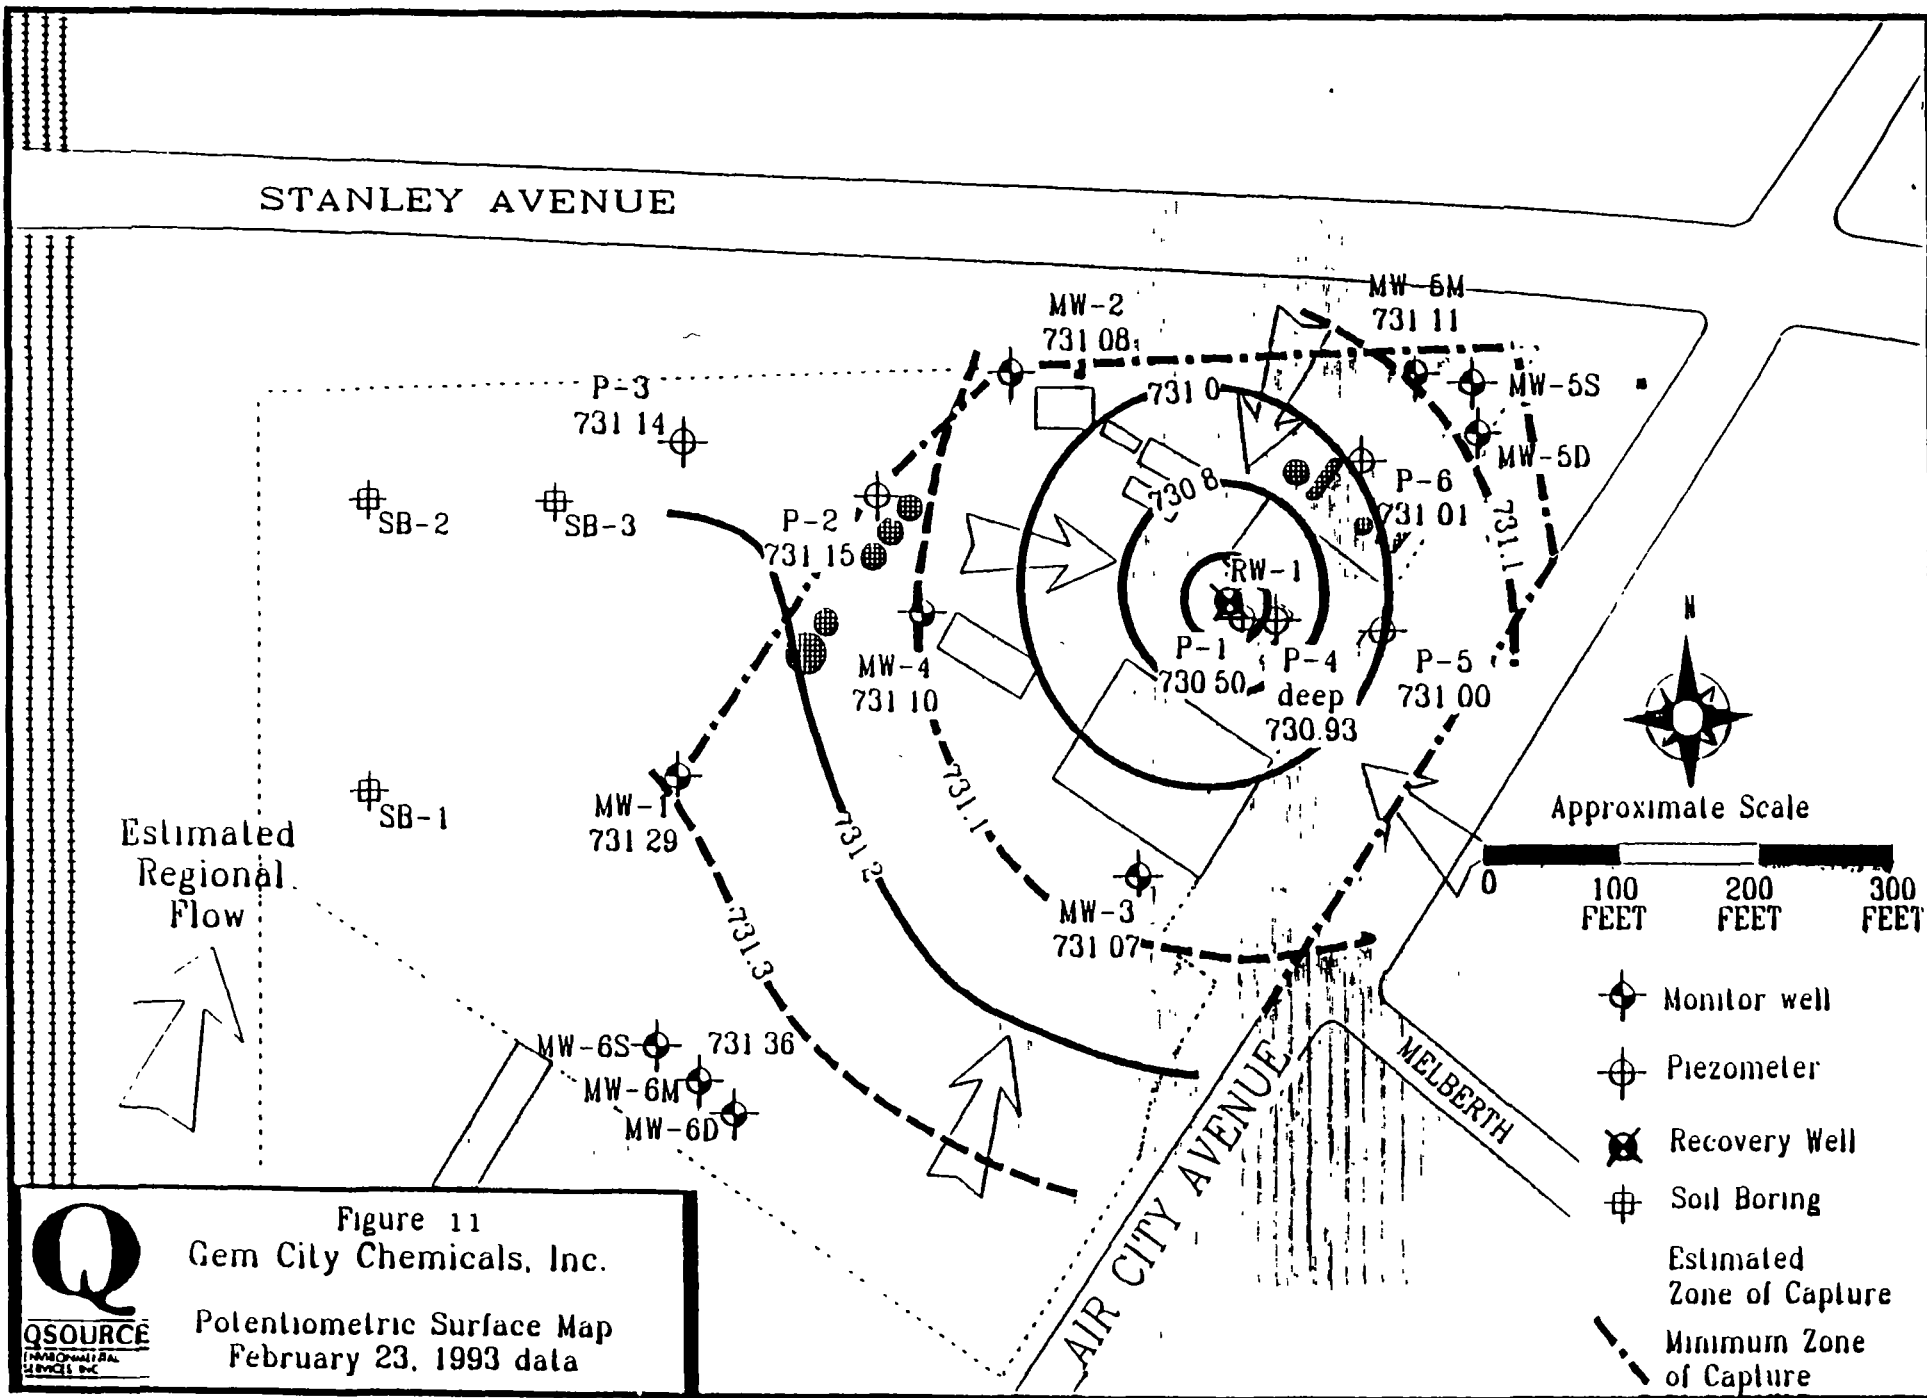 STANLEY AVENUE
MW-2
731 08
MW-5M
731 11
P-3
731 14
731 0
MW-5S
MW-5D
SB-2
SB-3
P-2
731 15
730 8
P-6
731 01
731.1
RW-1
P-1
730 50
P-4
deep
730.93
P-5
731 00
MW-4
731 10
N
MW-1
731 29
SB-1
731 2
731.1
Approximate Scale
0
100
FEET
200
FEET
300
FEET
Estimated
Regional
Flow
731.3
MW-3
731 07
MW-6S
731 36
MW-6M
MW-6D
AIR CITY AVENUE
MELBERTH
Monitor well
Piezometer
Recovery Well
Soil Boring
Estimated
Zone of Capture
Minimum Zone
of Capture
Q
QSOURCE
ENVIRONMENTAL
SERVICES INC
Figure 11
Gem City Chemicals, Inc.
Potentiometric Surface Map
February 23, 1993 data